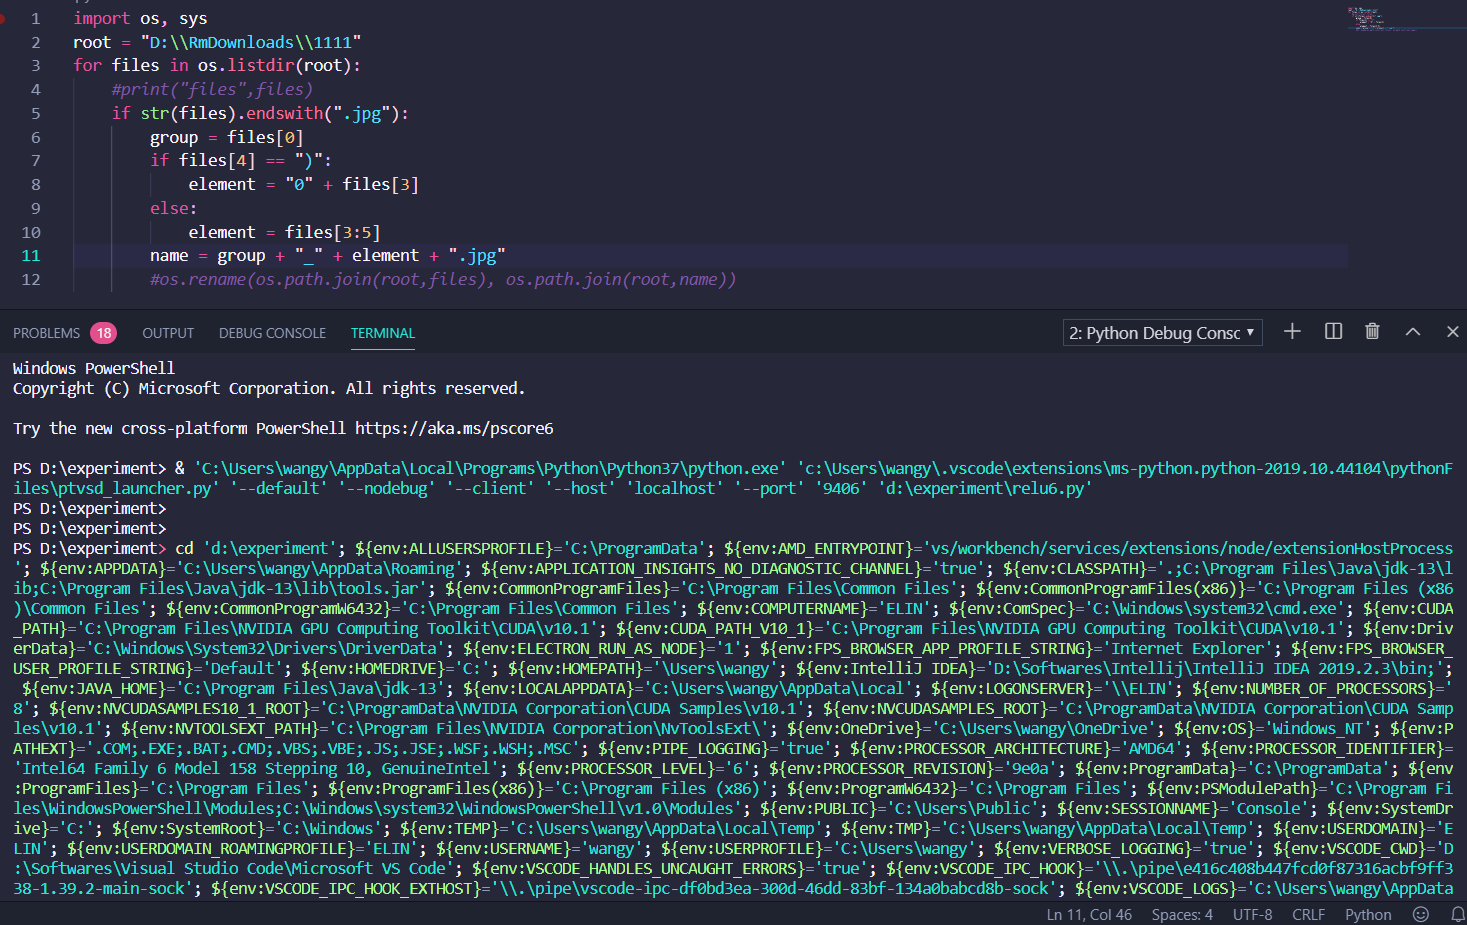 1 import os, sys
2 root = "D:\\RmDownloads\\1111"
3 for files in os.listdir(root):
4 #print("files",files)
5 if str(files).endswith(".jpg"):
6 group = files[0]
7 if files[4] == ")":
8 element = "0" + files[3]
9 else:
10 element = files[3:5]
11 name = group + "_" + element + ".jpg"
12 #os.rename(os.path.join(root,files), os.path.join(root,name))
PROBLEMS 18 OUTPUT DEBUG CONSOLE TERMINAL 2: Python Debug Consc
Windows PowerShell
Copyright (C) Microsoft Corporation. All rights reserved.
Try the new cross-platform PowerShell https://aka.ms/pscore6
PS D:\experiment> & 'C:\Users\wangy\AppData\Local\Programs\Python\Python37\python.exe' 'c:\Users\wangy\.vscode\extensions\ms-python.python-2019.10.44104\pythonF
iles\ptvsd_launcher.py' '--default' '--nodebug' '--client' '--host' 'localhost' '--port' '9406' 'd:\experiment\relu6.py'
PS D:\experiment>
PS D:\experiment>
PS D:\experiment> cd 'd:\experiment'; ${env:ALLUSERSPROFILE}='C:\ProgramData'; ${env:AMD_ENTRYPOINT}='vs/workbench/services/extensions/node/extensionHostProcess
'; ${env:APPDATA}='C:\Users\wangy\AppData\Roaming'; ${env:APPLICATION_INSIGHTS_NO_DIAGNOSTIC_CHANNEL}='true'; ${env:CLASSPATH}='.;C:\Program Files\Java\jdk-13\l
ib;C:\Program Files\Java\jdk-13\lib\tools.jar'; ${env:CommonProgramFiles}='C:\Program Files\Common Files'; ${env:CommonProgramFiles(x86)}='C:\Program Files (x86
)\Common Files'; ${env:CommonProgramW6432}='C:\Program Files\Common Files'; ${env:COMPUTERNAME}='ELIN'; ${env:ComSpec}='C:\Windows\system32\cmd.exe'; ${env:CUDA
_PATH}='C:\Program Files\NVIDIA GPU Computing Toolkit\CUDA\v10.1'; ${env:CUDA_PATH_V10_1}='C:\Program Files\NVIDIA GPU Computing Toolkit\CUDA\v10.1'; ${env:Driv
erData}='C:\Windows\System32\Drivers\DriverData'; ${env:ELECTRON_RUN_AS_NODE}='1'; ${env:FPS_BROWSER_APP_PROFILE_STRING}='Internet Explorer'; ${env:FPS_BROWSER_
USER_PROFILE_STRING}='Default'; ${env:HOMEDRIVE}='C:'; ${env:HOMEPATH}='\Users\wangy'; ${env:IntelliJ IDEA}='D:\Softwares\Intellij\IntelliJ IDEA 2019.2.3\bin;';
${env:JAVA_HOME}='C:\Program Files\Java\jdk-13'; ${env:LOCALAPPDATA}='C:\Users\wangy\AppData\Local'; ${env:LOGONSERVER}='\\ELIN'; ${env:NUMBER_OF_PROCESSORS}='
8'; ${env:NVCUDASAMPLES10_1_ROOT}='C:\ProgramData\NVIDIA Corporation\CUDA Samples\v10.1'; ${env:NVCUDASAMPLES_ROOT}='C:\ProgramData\NVIDIA Corporation\CUDA Samp
les\v10.1'; ${env:NVTOOLSEXT_PATH}='C:\Program Files\NVIDIA Corporation\NvToolsExt\'; ${env:OneDrive}='C:\Users\wangy\OneDrive'; ${env:OS}='Windows_NT'; ${env:P
ATHEXT}='.COM;.EXE;.BAT;.CMD;.VBS;.VBE;.JS;.JSE;.WSF;.WSH;.MSC'; ${env:PIPE_LOGGING}='true'; ${env:PROCESSOR_ARCHITECTURE}='AMD64'; ${env:PROCESSOR_IDENTIFIER}=
'Intel64 Family 6 Model 158 Stepping 10, GenuineIntel'; ${env:PROCESSOR_LEVEL}='6'; ${env:PROCESSOR_REVISION}='9e0a'; ${env:ProgramData}='C:\ProgramData'; ${env
:ProgramFiles}='C:\Program Files'; ${env:ProgramFiles(x86)}='C:\Program Files (x86)'; ${env:ProgramW6432}='C:\Program Files'; ${env:PSModulePath}='C:\Program Fi
les\WindowsPowerShell\Modules;C:\Windows\system32\WindowsPowerShell\v1.0\Modules'; ${env:PUBLIC}='C:\Users\Public'; ${env:SESSIONNAME}='Console'; ${env:SystemDr
ive}='C:'; ${env:SystemRoot}='C:\Windows'; ${env:TEMP}='C:\Users\wangy\AppData\Local\Temp'; ${env:TMP}='C:\Users\wangy\AppData\Local\Temp'; ${env:USERDOMAIN}='E
LIN'; ${env:USERDOMAIN_ROAMINGPROFILE}='ELIN'; ${env:USERNAME}='wangy'; ${env:USERPROFILE}='C:\Users\wangy'; ${env:VERBOSE_LOGGING}='true'; ${env:VSCODE_CWD}='D
:\Softwares\Visual Studio Code\Microsoft VS Code'; ${env:VSCODE_HANDLES_UNCAUGHT_ERRORS}='true'; ${env:VSCODE_IPC_HOOK}='\\.\pipe\e416c408b447fcd0f87316acbf9ff3
38-1.39.2-main-sock'; ${env:VSCODE_IPC_HOOK_EXTHOST}='\\.\pipe\vscode-ipc-df0bd3ea-300d-46dd-83bf-134a0babcd8b-sock'; ${env:VSCODE_LOGS}='C:\Users\wangy\AppData
Ln 11, Col 46 Spaces: 4 UTF-8 CRLF Python